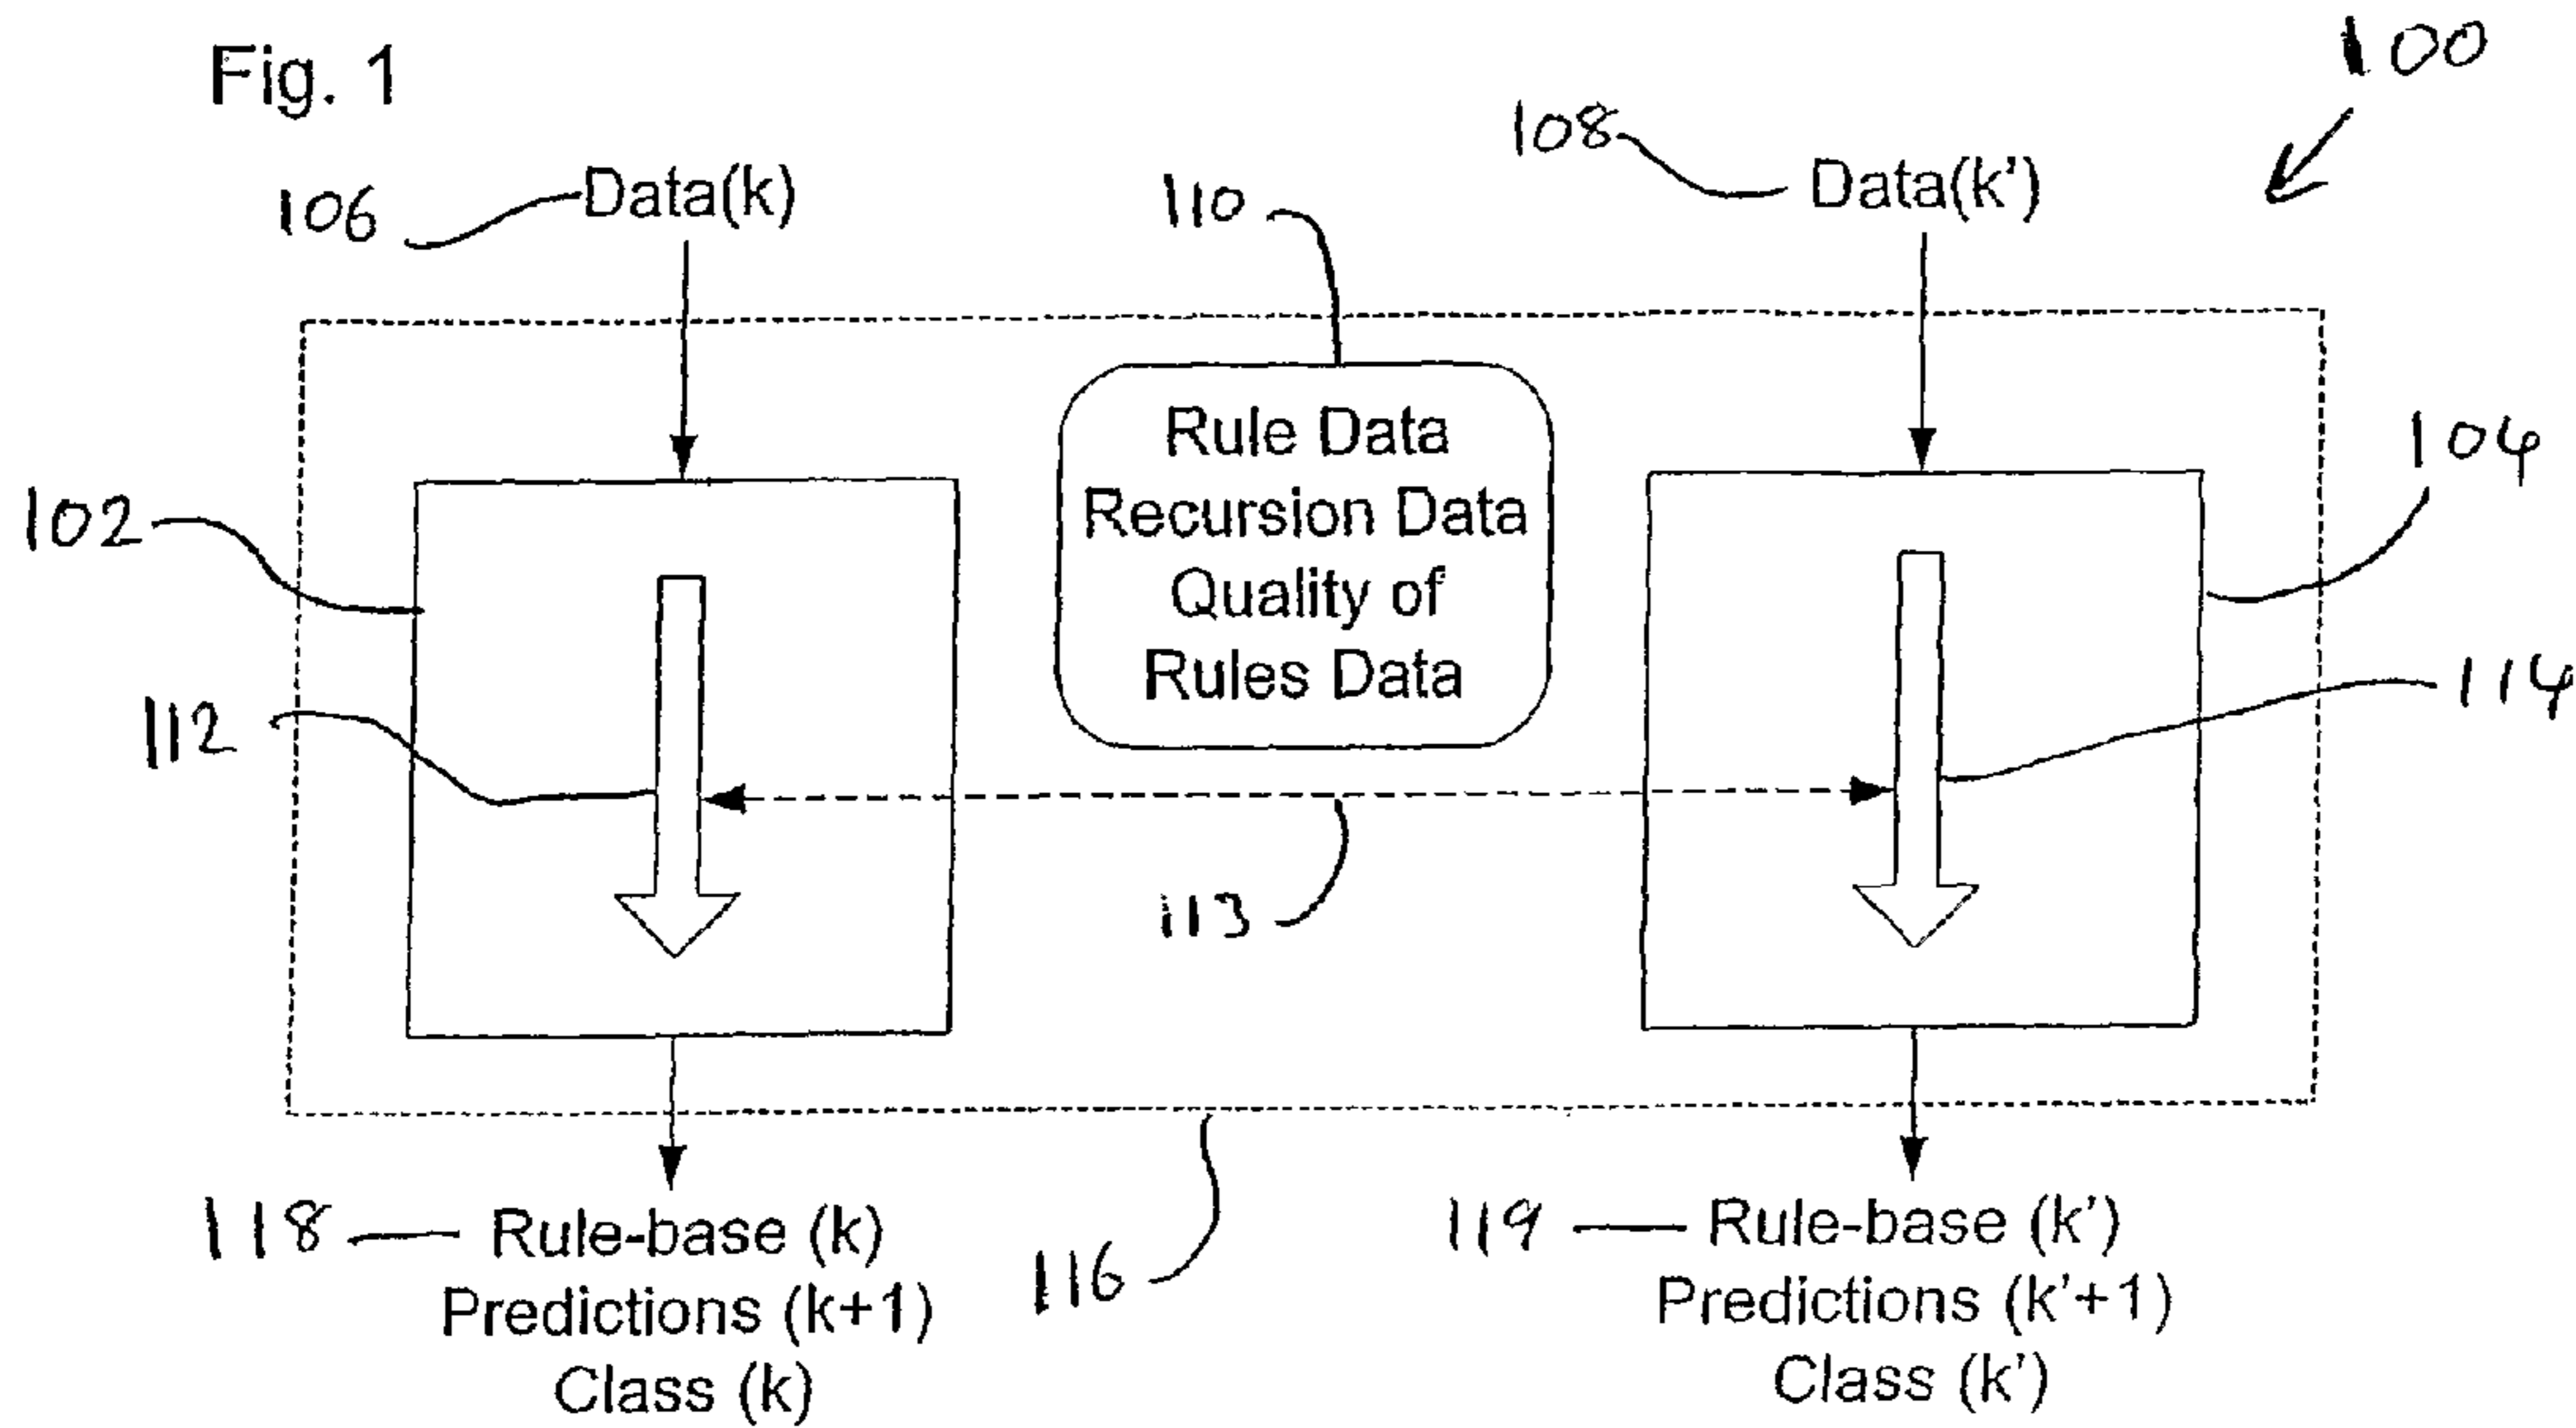 Fig. 1
100
108
106
Data(k)
110
Data(k')
Rule Data
Recursion Data
Quality of
Rules Data
102
104
112
114
113
118
Rule-base (k)
Predictions (k+1)
Class (k)
116
119
Rule-base (k')
Predictions (k'+1)
Class (k')